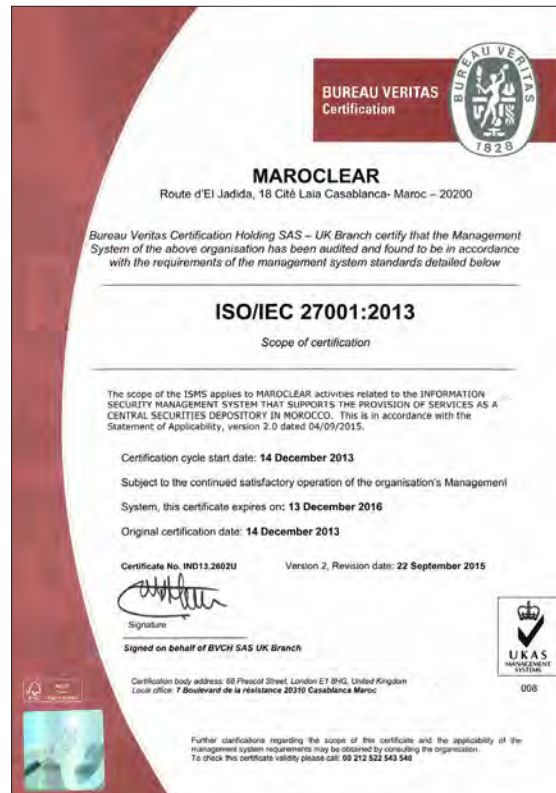 BUREAU VERITAS
Certification
BUREAU VERITAS
1828
MAROCLEAR
Route d'El Jadida, 18 Cité Laia Casablanca- Maroc – 20200
Bureau Veritas Certification Holding SAS – UK Branch certify that the Management
System of the above organisation has been audited and found to be in accordance
with the requirements of the management system standards detailed below
ISO/IEC 27001:2013
Scope of certification
The scope of the ISMS applies to MAROCLEAR activities related to the INFORMATION
SECURITY MANAGEMENT SYSTEM THAT SUPPORTS THE PROVISION OF SERVICES AS A
CENTRAL SECURITIES DEPOSITORY IN MOROCCO. This is in accordance with the
Statement of Applicability, version 2.0 dated 04/09/2015.
Certification cycle start date: 14 December 2013
Subject to the continued satisfactory operation of the organisation's Management
System, this certificate expires on: 13 December 2016
Original certification date: 14 December 2013
Certificate No. IND13.2602U Version 2, Revision date: 22 September 2015
Signature
Signed on behalf of BVCH SAS UK Branch
UKAS
MANAGEMENT
SYSTEMS
008
Certification body address: 66 Prescot Street, London E1 8HG, United Kingdom
Local office: 7 Boulevard de la résistance 20310 Casablanca Maroc
Further clarifications regarding the scope of this certificate and the applicability of the
management system requirements may be obtained by consulting the organisation.
To check this certificate validity please call: 00 212 522 543 540